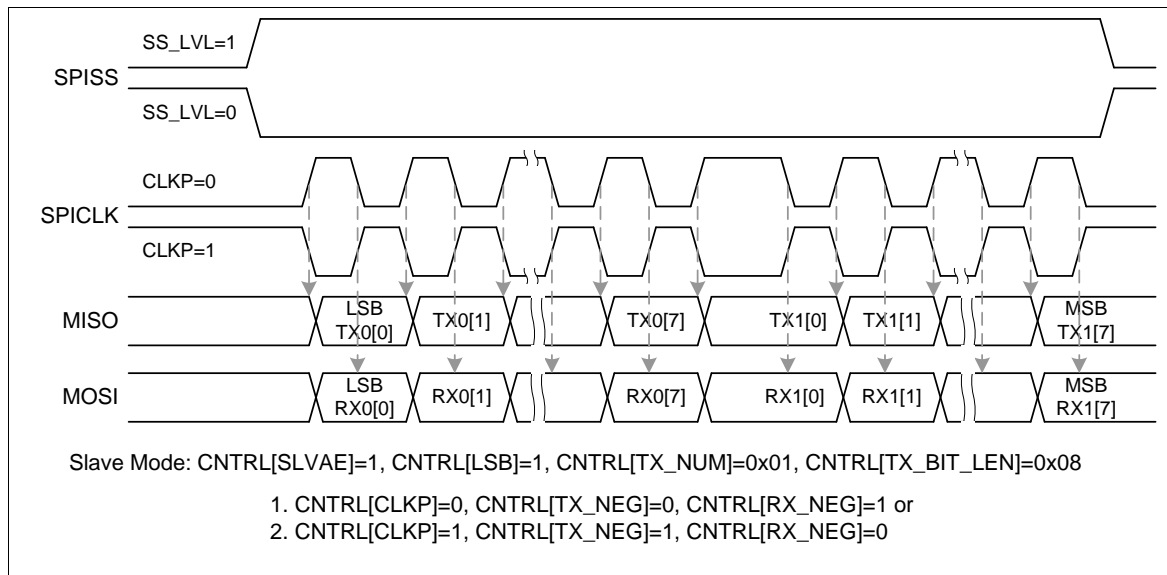 SS_LVL=1
SPISS
SS_LVL=0
CLKP=0
SPICLK
CLKP=1
MISO
LSB
TX0[0]
TX0[1]
TX0[7]
TX1[0]
TX1[1]
MSB
TX1[7]
MOSI
LSB
RX0[0]
RX0[1]
RX0[7]
RX1[0]
RX1[1]
MSB
RX1[7]
Slave Mode: CNTRL[SLVAE]=1, CNTRL[LSB]=1, CNTRL[TX_NUM]=0x01, CNTRL[TX_BIT_LEN]=0x08
1. CNTRL[CLKP]=0, CNTRL[TX_NEG]=0, CNTRL[RX_NEG]=1 or
2. CNTRL[CLKP]=1, CNTRL[TX_NEG]=1, CNTRL[RX_NEG]=0